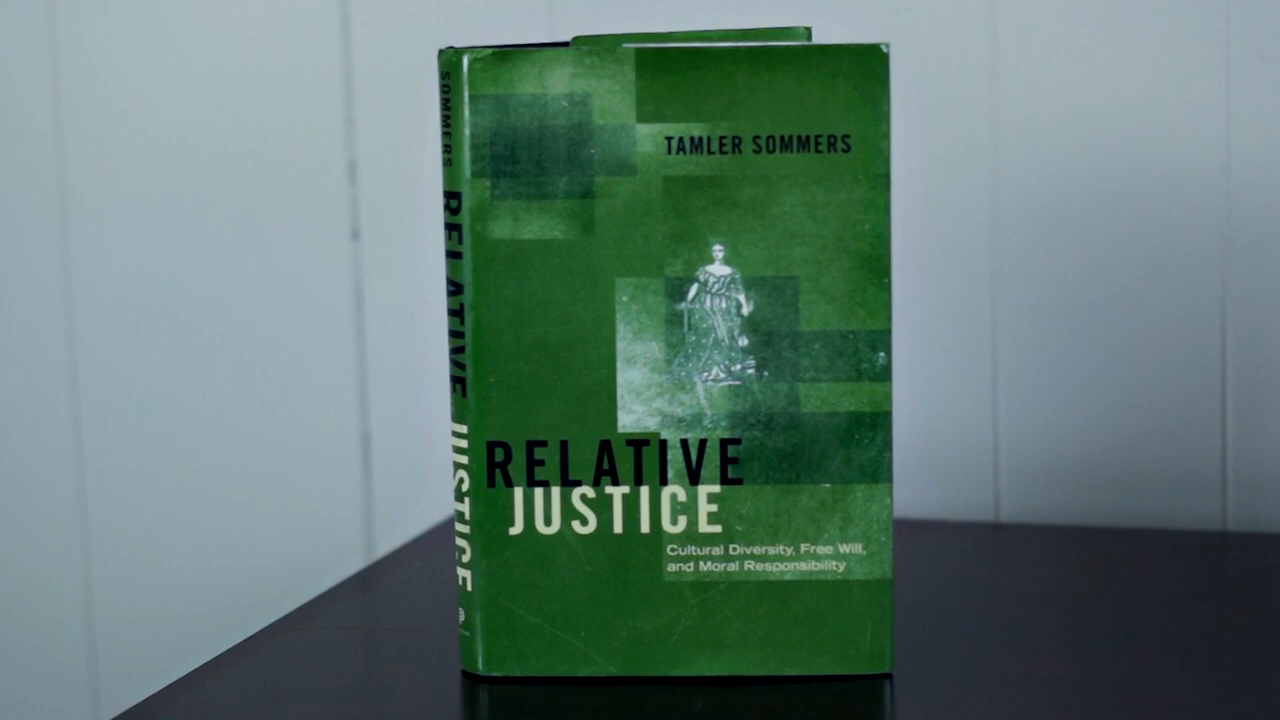 SOMMERS RELATIVE JUSTICE
TAMLER SOMMERS
RELATIVE
JUSTICE
Cultural Diversity, Free Will,
and Moral Responsibility